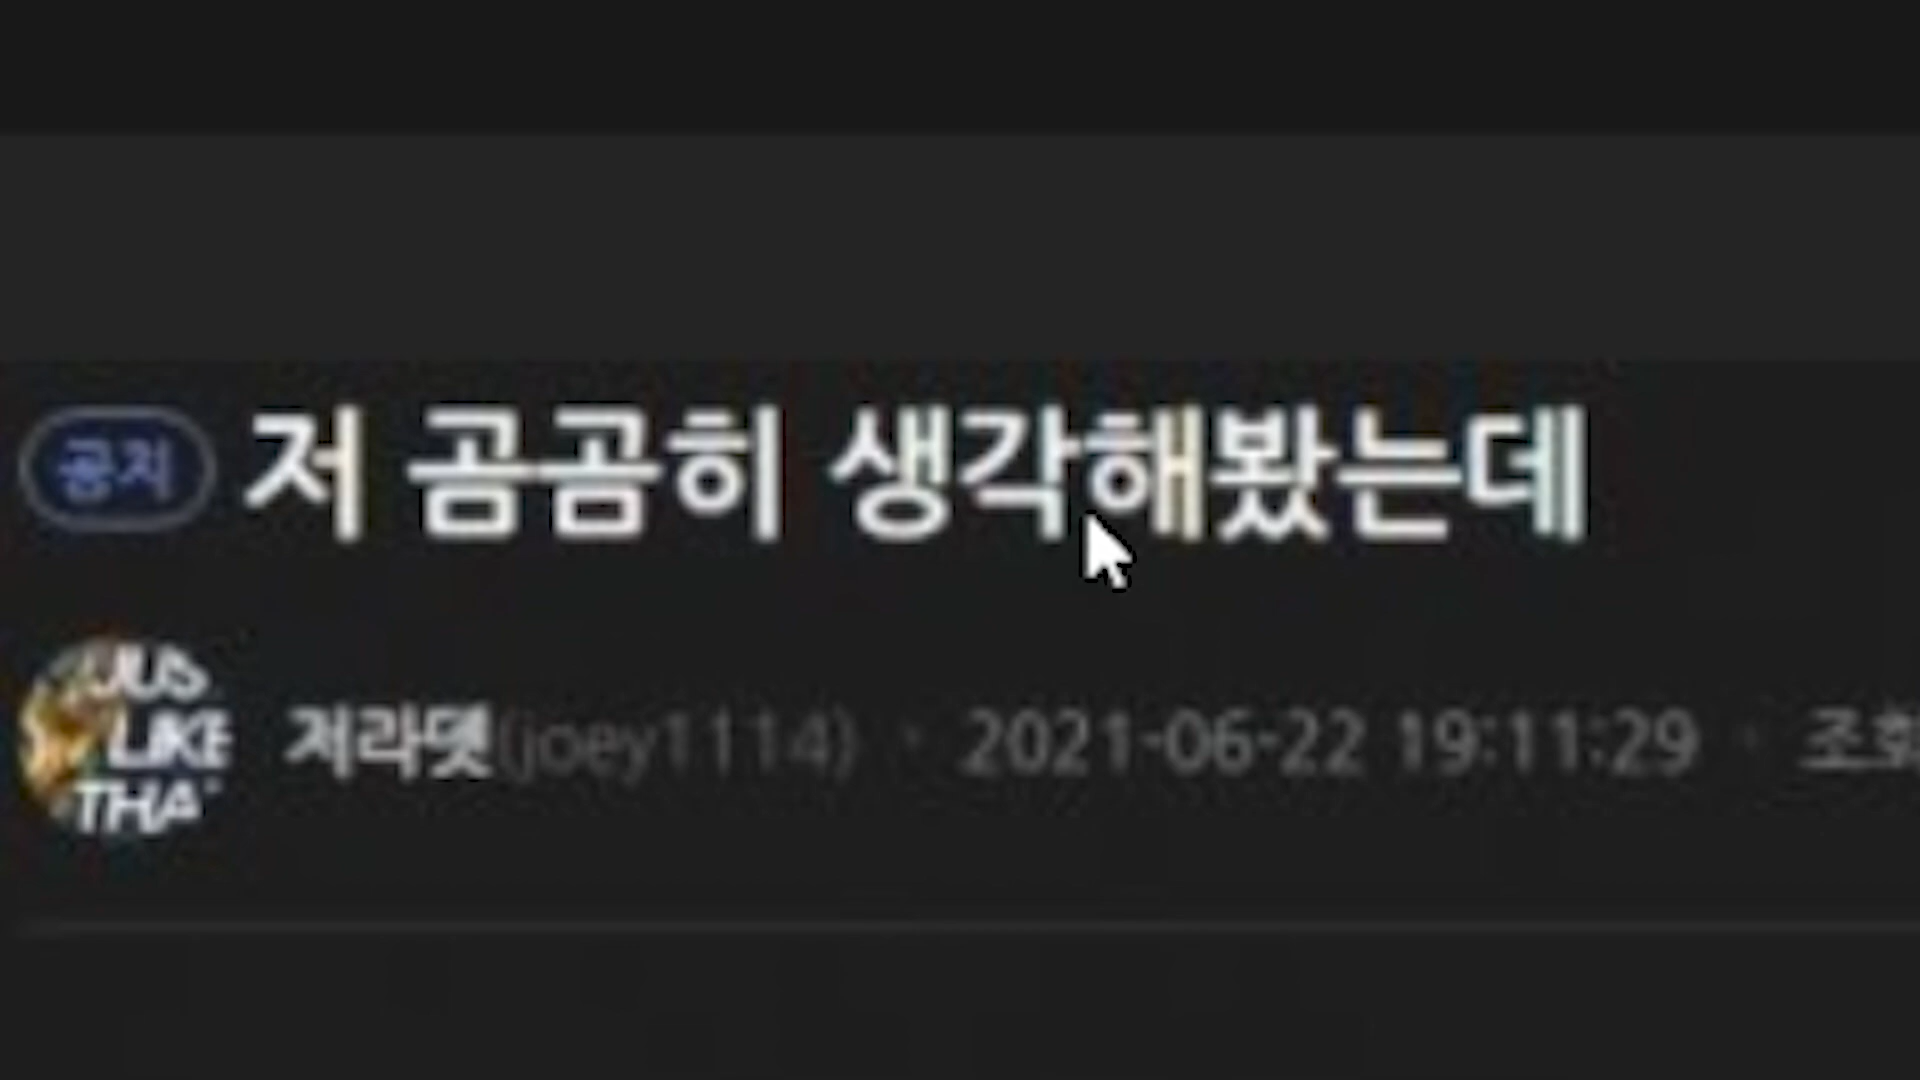 공지 저 곰곰히 생각해봤는데
JUS
LIKE
THA
저라뎃(joey1114) · 2021-06-22 19:11:29 · 조회